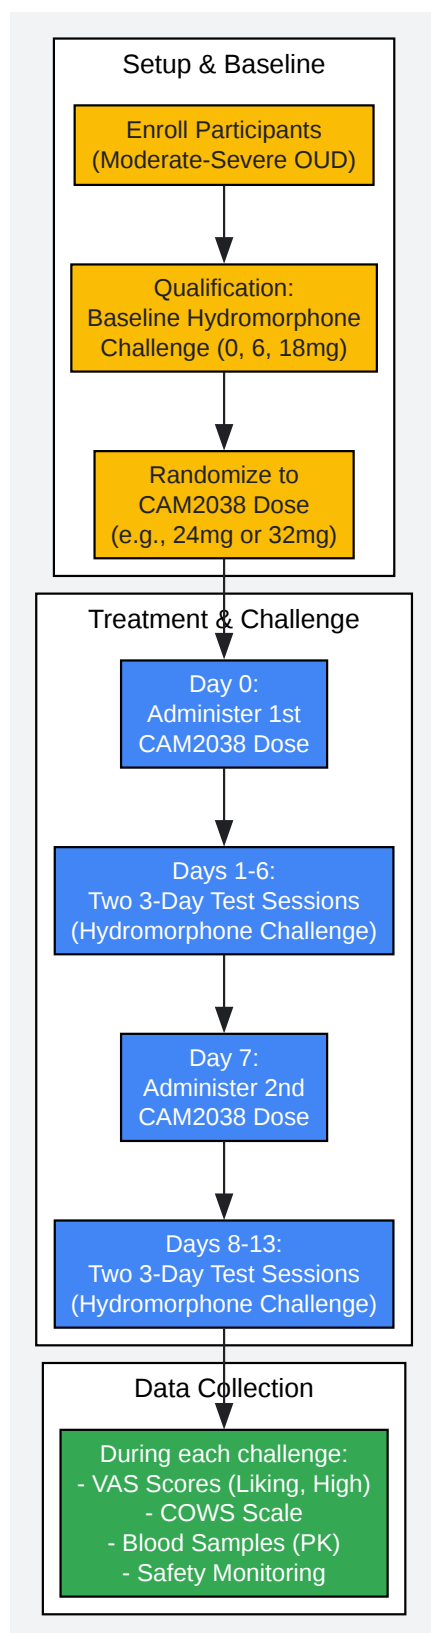 Setup & Baseline
Enroll Participants
(Moderate-Severe OUD)
Qualification:
Baseline Hydromorphone
Challenge (0, 6, 18mg)
Randomize to
CAM2038 Dose
(e.g., 24mg or 32mg)
Treatment & Challenge
Day 0:
Administer 1st
CAM2038 Dose
Days 1-6:
Two 3-Day Test Sessions
(Hydromorphone Challenge)
Day 7:
Administer 2nd
CAM2038 Dose
Days 8-13:
Two 3-Day Test Sessions
(Hydromorphone Challenge)
Data Collection
During each challenge:
- VAS Scores (Liking, High)
- COWS Scale
- Blood Samples (PK)
- Safety Monitoring